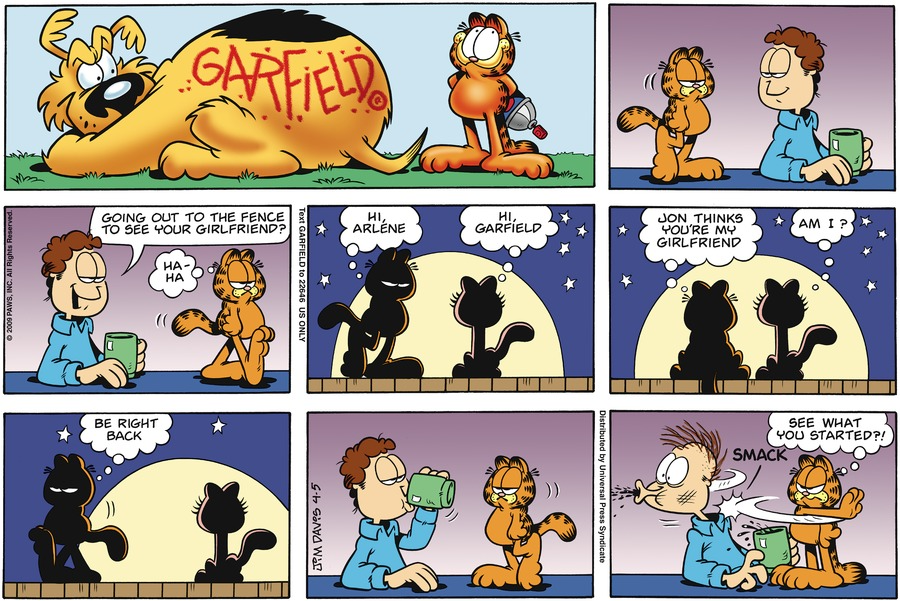 GARFIELD ©
GOING OUT TO THE FENCE
TO SEE YOUR GIRLFRIEND?
HA-
HA
© 2009 PAWS, INC. All Rights Reserved.
Text GARFIELD to 22646 US ONLY
HI,
ARLENE
HI,
GARFIELD
JON THINKS
YOU'RE MY
GIRLFRIEND
AM I?
BE RIGHT
BACK
JIM DAVIS 4-5
Distributed by Universal Press Syndicate
SMACK
SEE WHAT
YOU STARTED?!